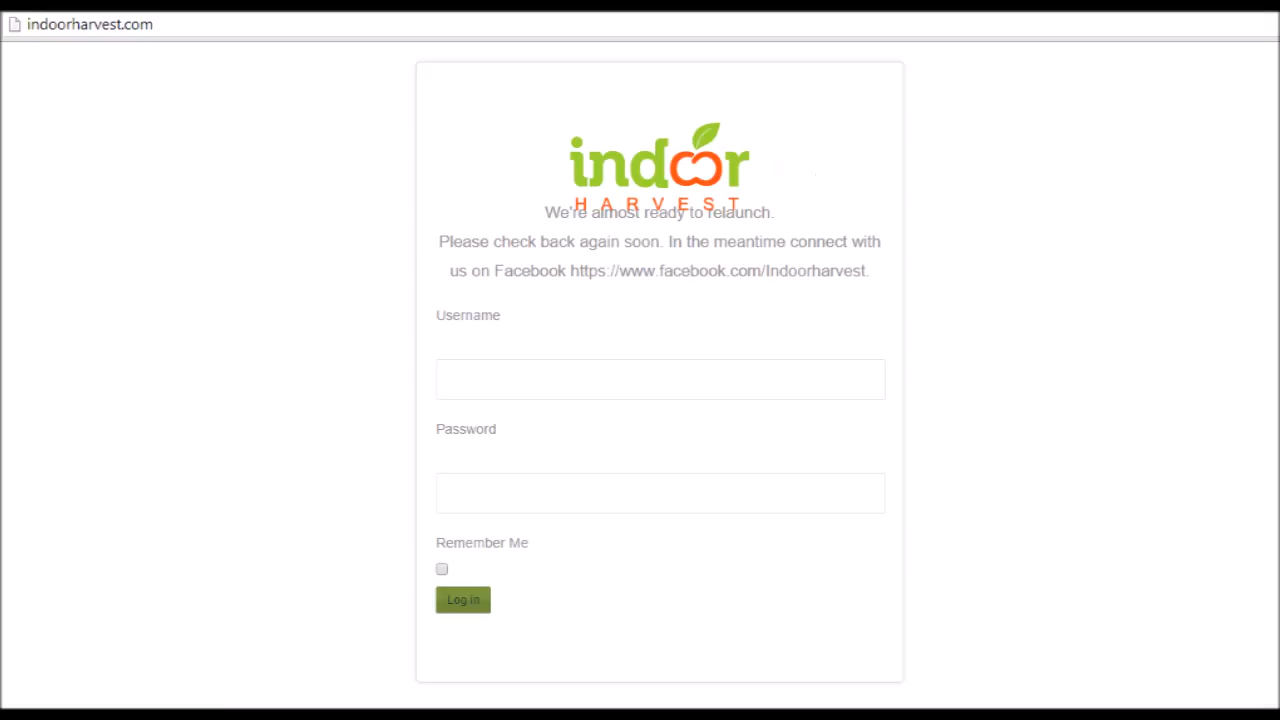 indoorharvest.com
indoor
HARVEST
We're almost ready to relaunch.
Please check back again soon. In the meantime connect with
us on Facebook https://www.facebook.com/Indoorharvest.
Username
Password
Remember Me
Log in